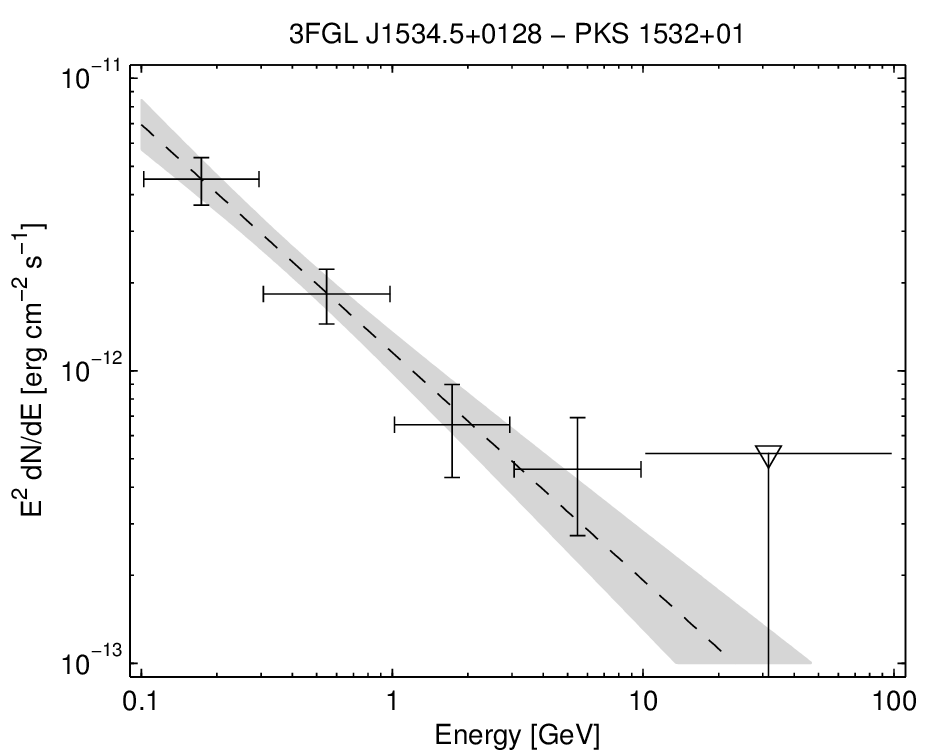 3FGL J1534.5+0128 − PKS 1532+01
10⁻¹¹
10⁻¹²
10⁻¹³
E² dN/dE [erg cm⁻² s⁻¹]
0.1 1 10 100
Energy [GeV]